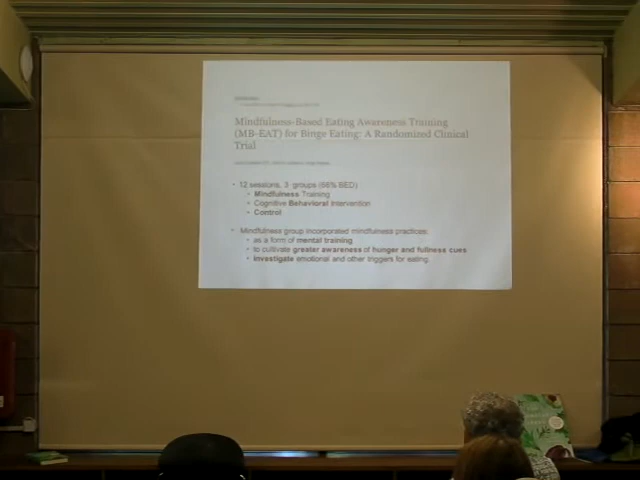 Mindfulness-Based Eating Awareness Training
(MB-EAT) for Binge Eating: A Randomized Clinical
Trial
• 12 sessions, 3 groups (66% BED)
• Mindfulness Training
• Cognitive Behavioral Intervention
• Control
• Mindfulness group incorporated mindfulness practices:
• as a form of mental training
• to cultivate greater awareness of hunger and fullness cues
• investigate emotional and other triggers for eating